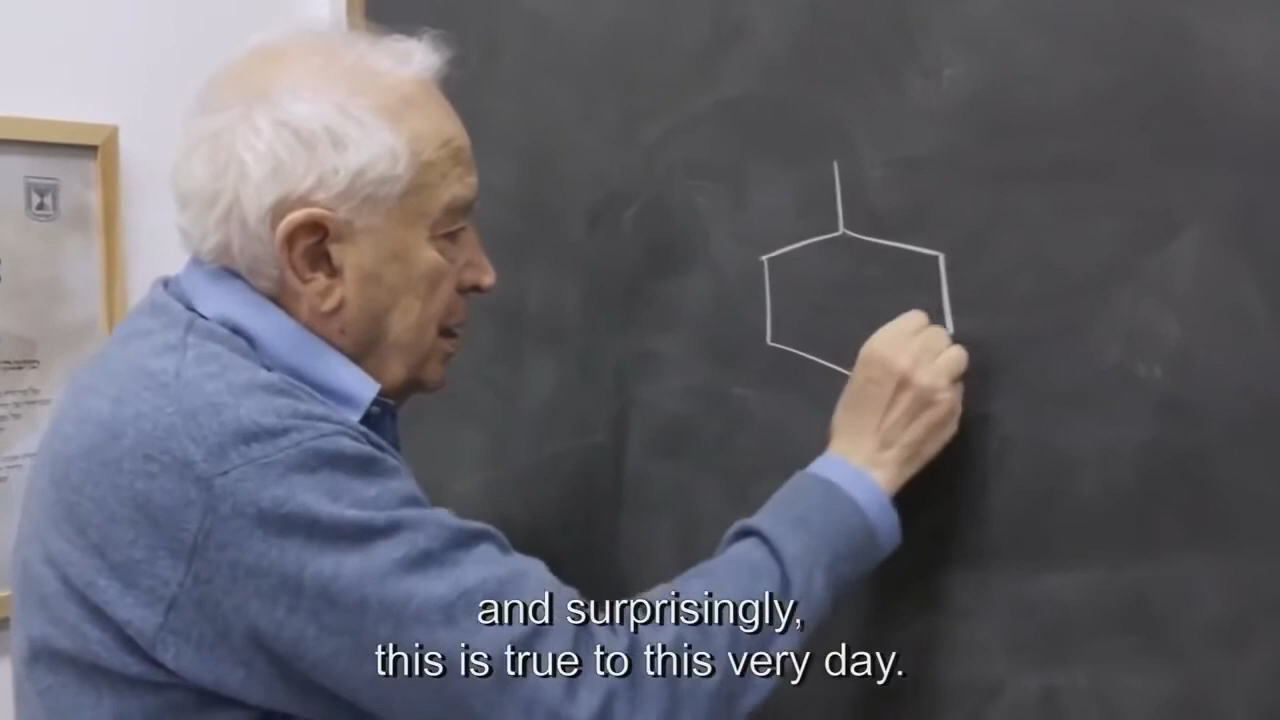 and surprisingly,
this is true to this very day.